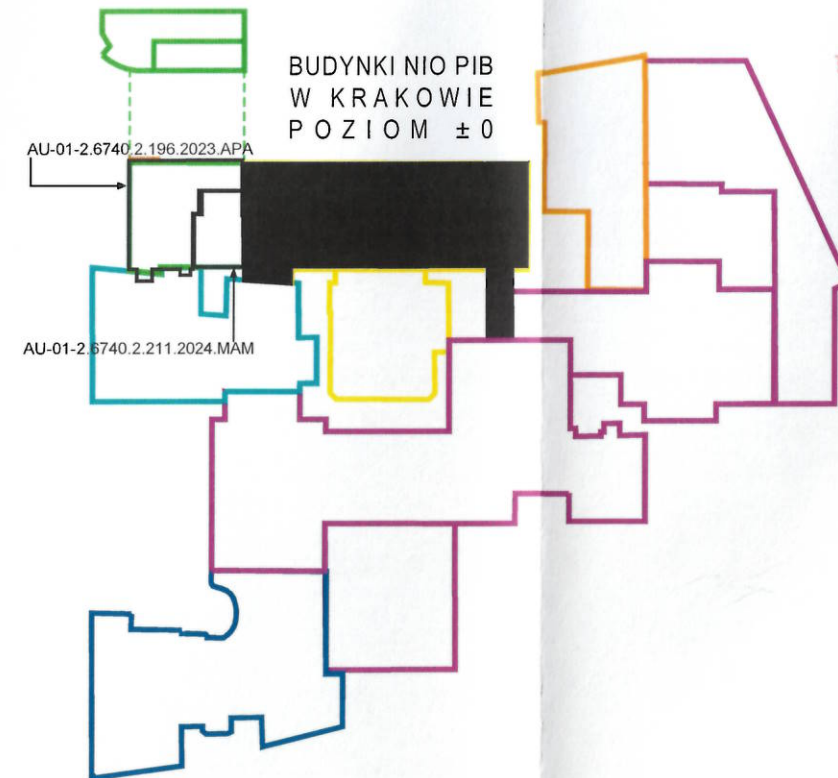 BUDYNKI NIO PIB
W KRAKOWIE
POZIOM ±0
AU-01-2.6740.2.196.2023.APA
AU-01-2.6740.2.211.2024.MAM